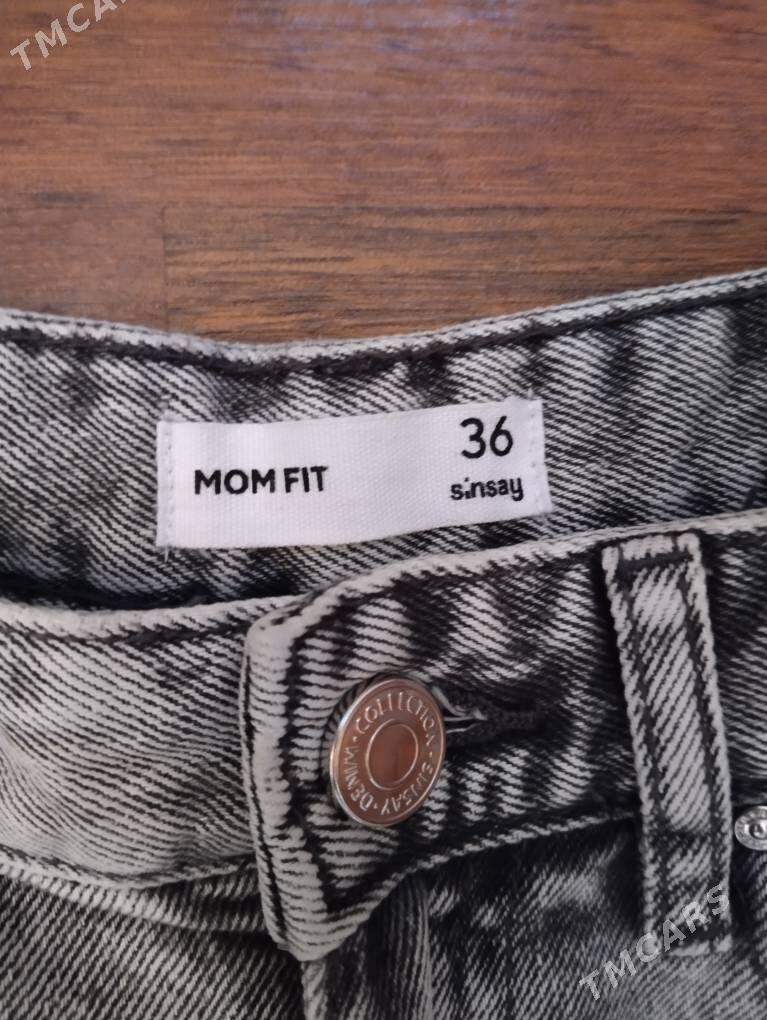 TMCARS
36
MOM FIT
sinsay
COLLECTION · SINSAY · DENIM ·
TMCARS